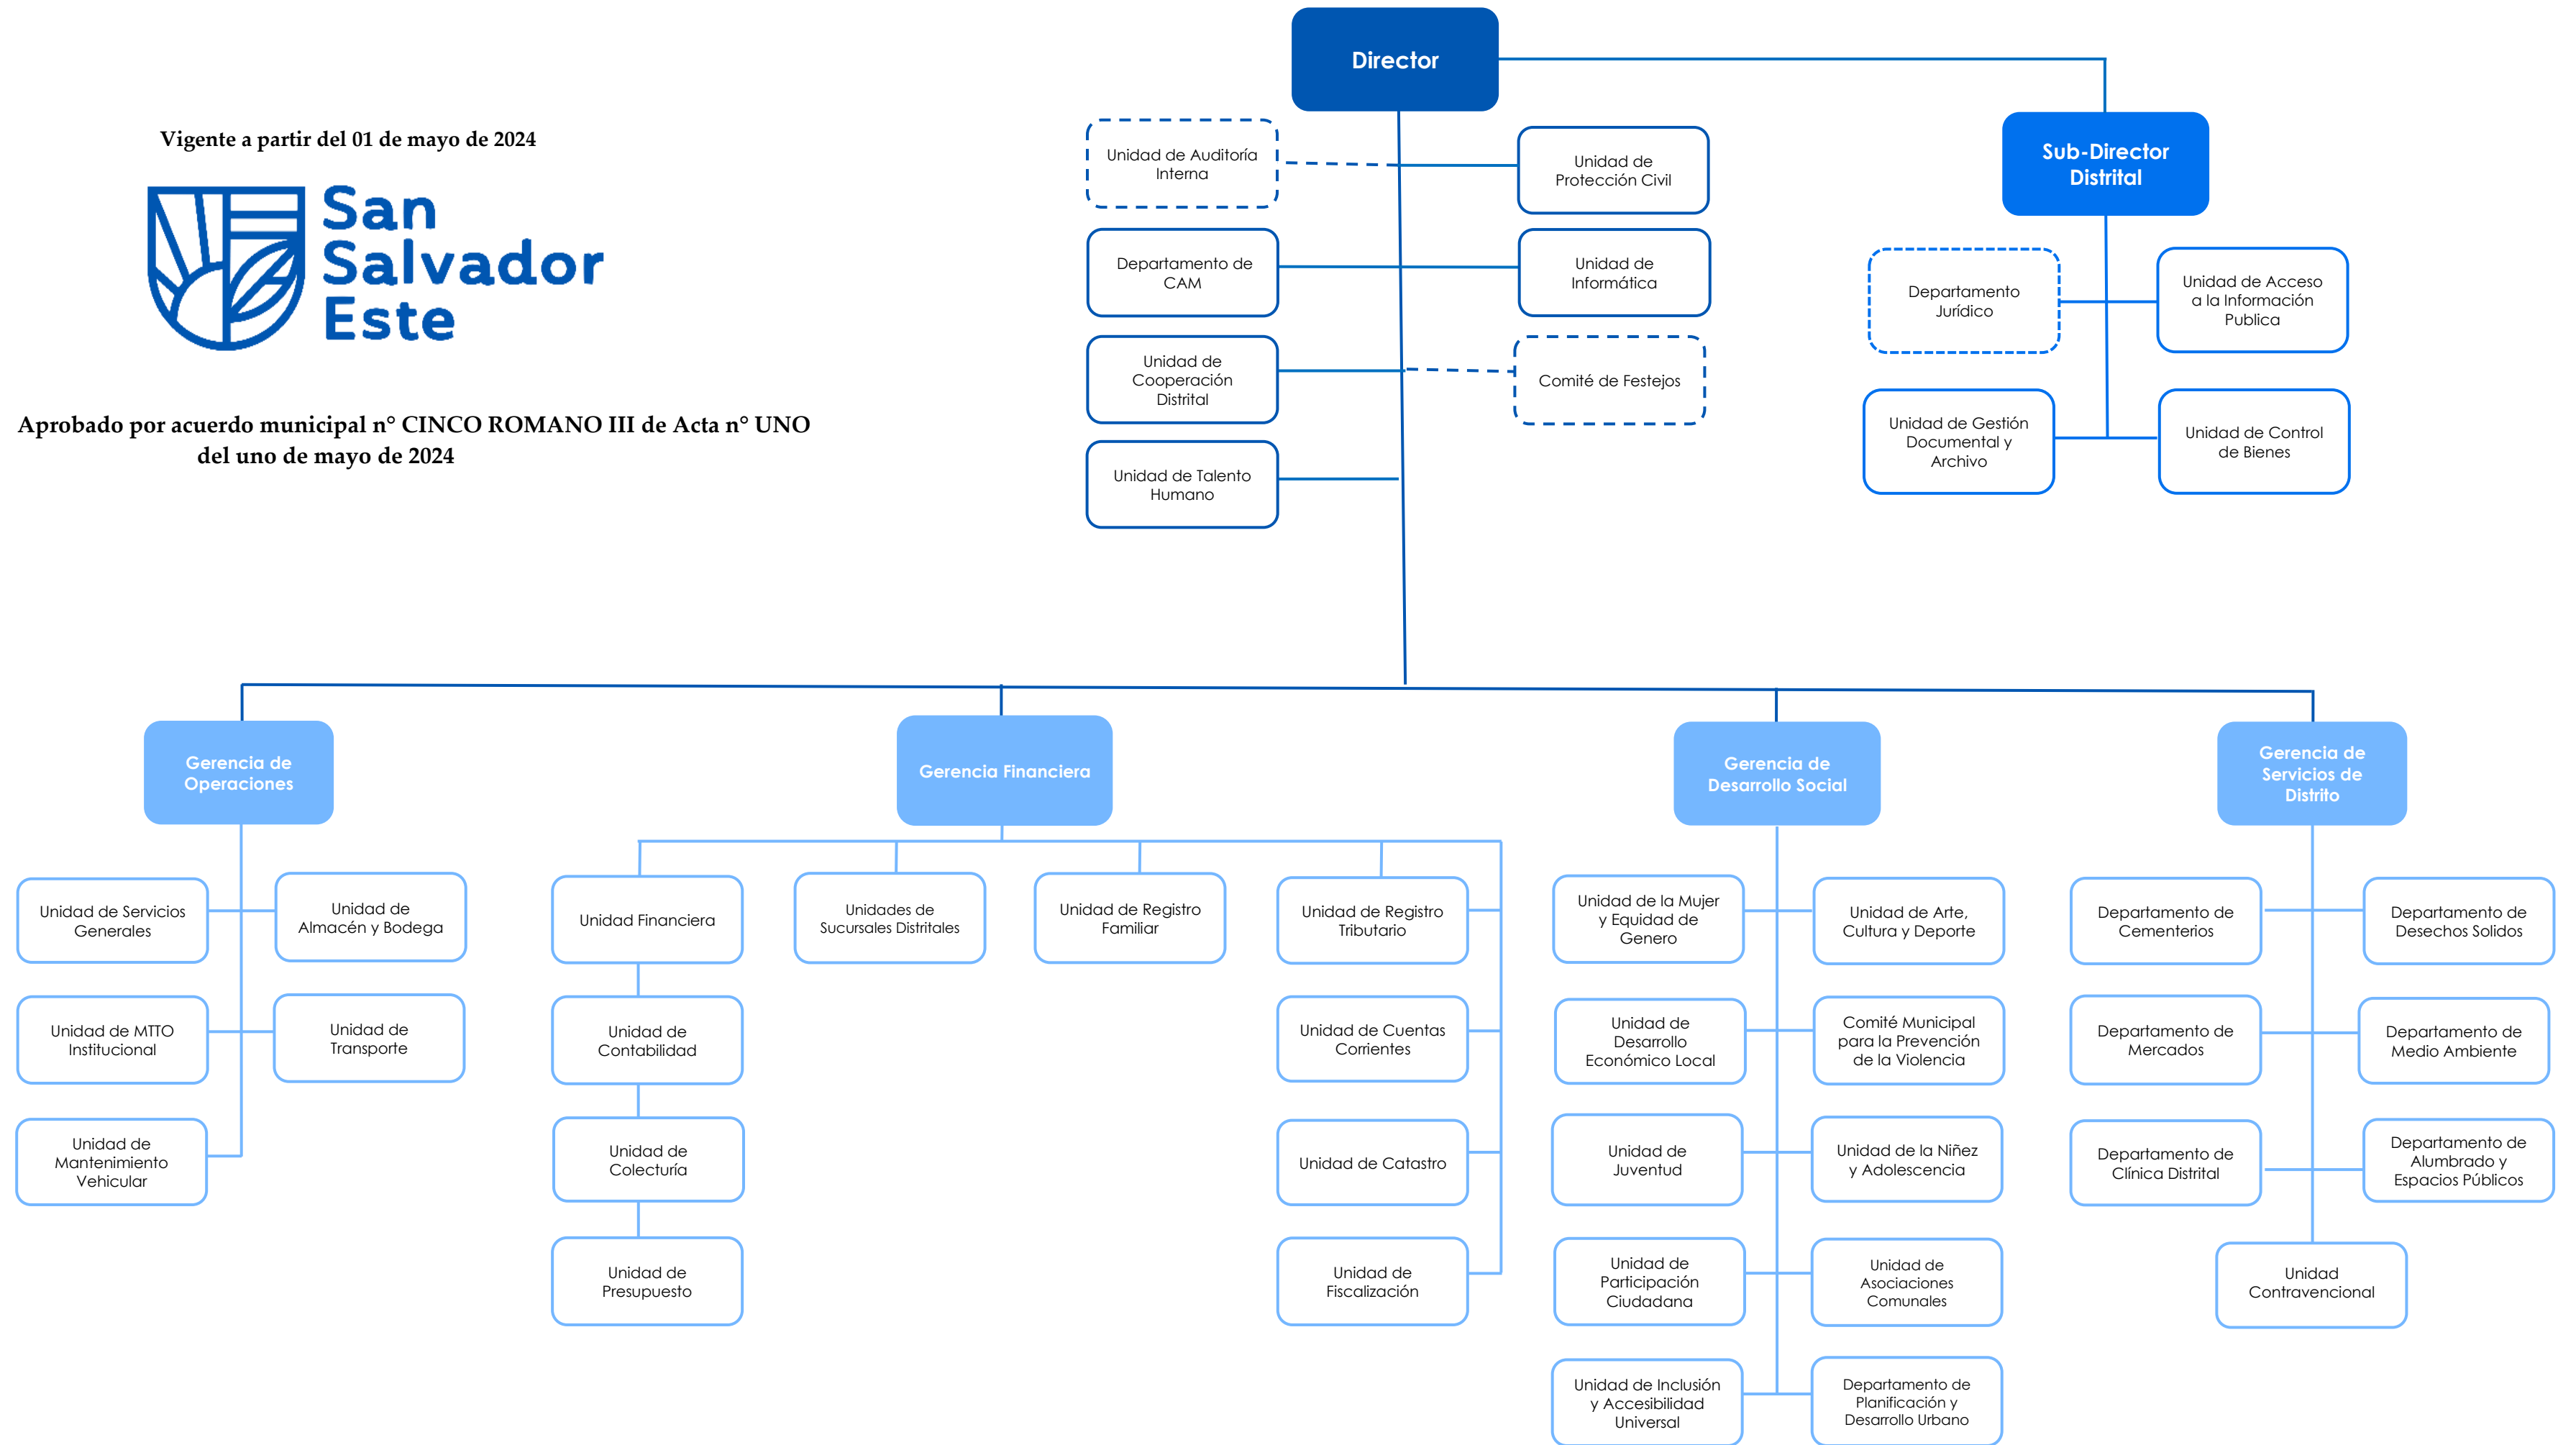 Director
Vigente a partir del 01 de mayo de 2024
San
Salvador
Este
Aprobado por acuerdo municipal n° CINCO ROMANO III de Acta n° UNO
del uno de mayo de 2024
Unidad de Auditoría
Interna
Unidad de
Protección Civil
Departamento de
CAM
Unidad de
Informática
Unidad de
Cooperación
Distrital
Comité de Festejos
Unidad de Talento
Humano
Sub-Director
Distrital
Departamento
Jurídico
Unidad de Acceso
a la Información
Publica
Unidad de Gestión
Documental y
Archivo
Unidad de Control
de Bienes
Gerencia de
Operaciones
Unidad de Servicios
Generales
Unidad de
Almacén y Bodega
Unidad de MTTO
Institucional
Unidad de
Transporte
Unidad de
Mantenimiento
Vehicular
Gerencia Financiera
Unidad Financiera
Unidad de
Contabilidad
Unidad de
Colecturía
Unidad de
Presupuesto
Unidades de
Sucursales Distritales
Unidad de Registro
Familiar
Unidad de Registro
Tributario
Unidad de Cuentas
Corrientes
Unidad de Catastro
Unidad de
Fiscalización
Gerencia de
Desarrollo Social
Unidad de la Mujer
y Equidad de
Genero
Unidad de Arte,
Cultura y Deporte
Unidad de
Desarrollo
Económico Local
Comité Municipal
para la Prevención
de la Violencia
Unidad de
Juventud
Unidad de la Niñez
y Adolescencia
Unidad de
Participación
Ciudadana
Unidad de
Asociaciones
Comunales
Unidad de Inclusión
y Accesibilidad
Universal
Departamento de
Planificación y
Desarrollo Urbano
Gerencia de
Servicios de
Distrito
Departamento de
Cementerios
Departamento de
Desechos Solidos
Departamento de
Mercados
Departamento de
Medio Ambiente
Departamento de
Clínica Distrital
Departamento de
Alumbrado y
Espacios Públicos
Unidad
Contravencional